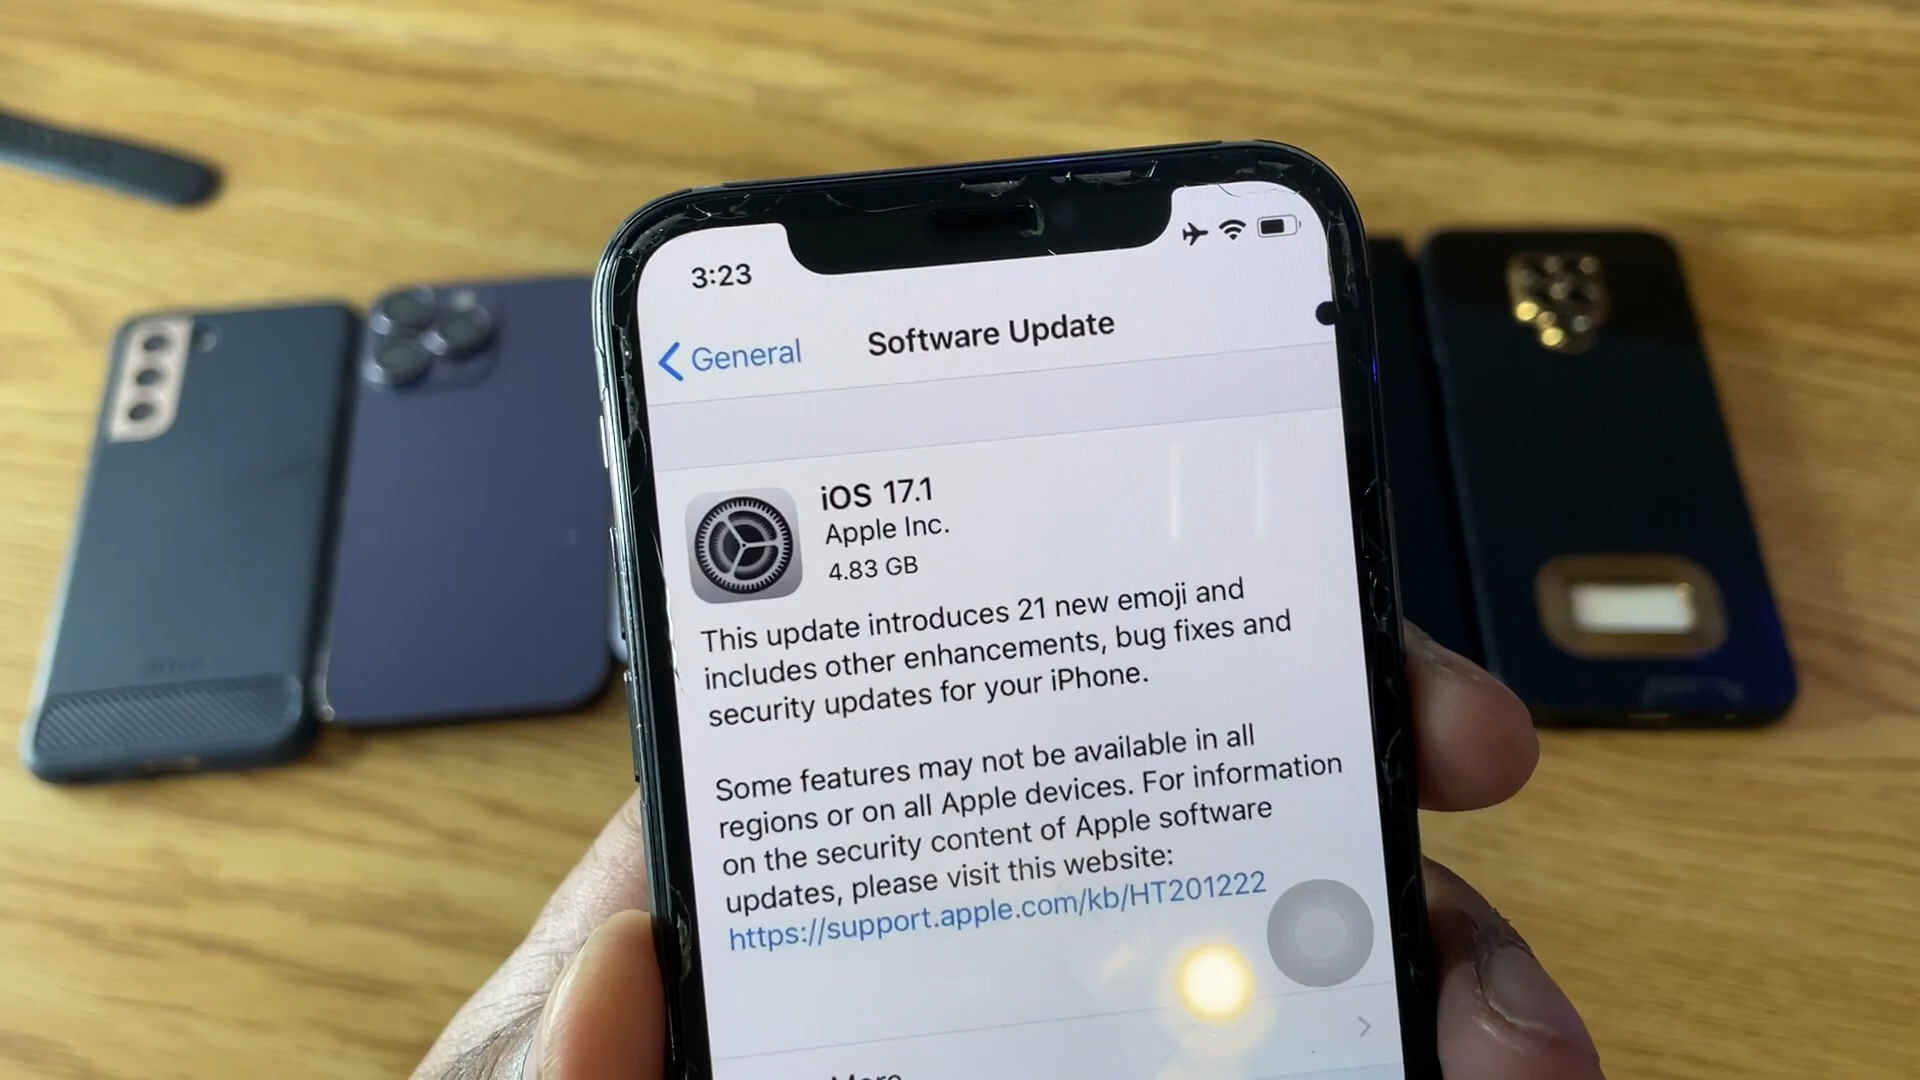 3:23
General
Software Update
iOS 17.1
Apple Inc.
4.83 GB
This update introduces 21 new emoji and
includes other enhancements, bug fixes and
security updates for your iPhone.
Some features may not be available in all
regions or on all Apple devices. For information
on the security content of Apple software
updates, please visit this website:
https://support.apple.com/kb/HT201222